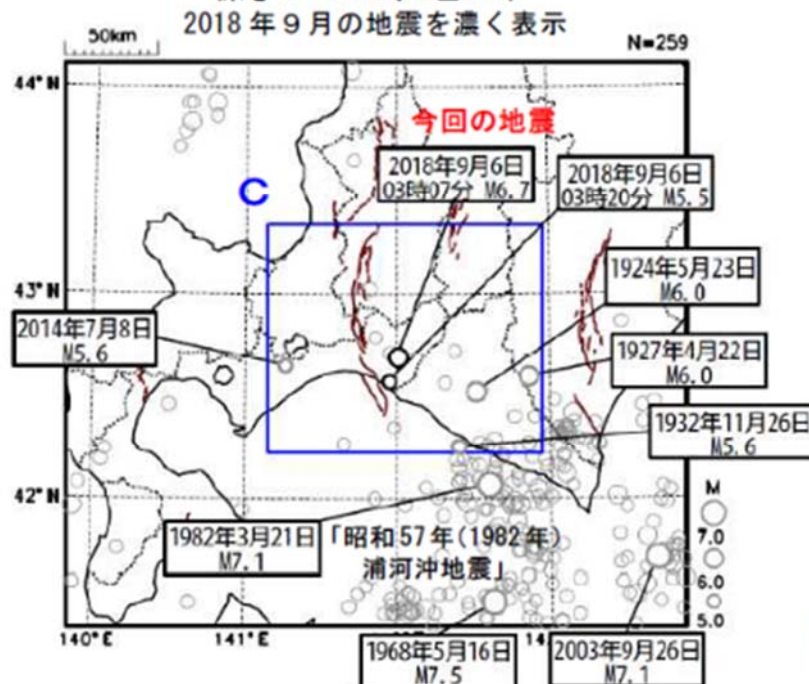 2018年9月の地震を濃く表示
50km
N=259
44°N
今回の地震
2018年9月6日
03時07分 M6.7
2018年9月6日
03時20分 M5.5
C
1924年5月23日
M6.0
43°N
2014年7月8日
M5.6
1927年4月22日
M6.0
1932年11月26日
M5.6
42°N
M
7.0
6.0
5.0
1982年3月21日
M7.1
「昭和57年(1982年)
浦河沖地震」
140°E
141°E
1968年5月16日
M7.5
2003年9月26日
M7.1